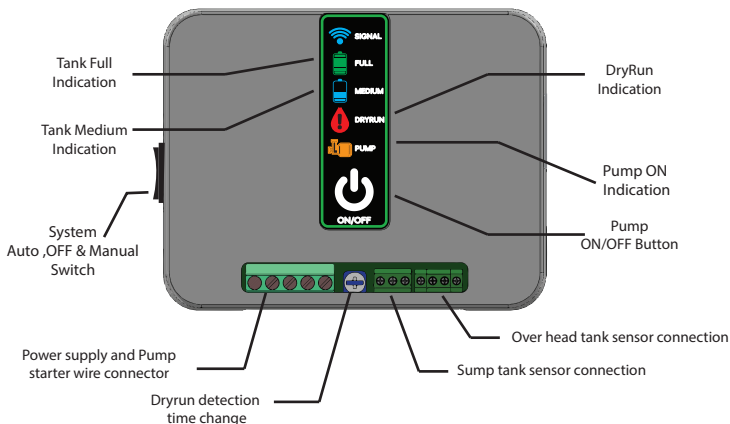 SIGNAL
FULL
MEDIUM
DRYRUN
PUMP
ON/OFF
Tank Full
Indication
Tank Medium
Indication
System
Auto ,OFF & Manual
Switch
DryRun
Indication
Pump ON
Indication
Pump
ON/OFF Button
Power supply and Pump
starter wire connector
Dryrun detection
time change
Over head tank sensor connection
Sump tank sensor connection